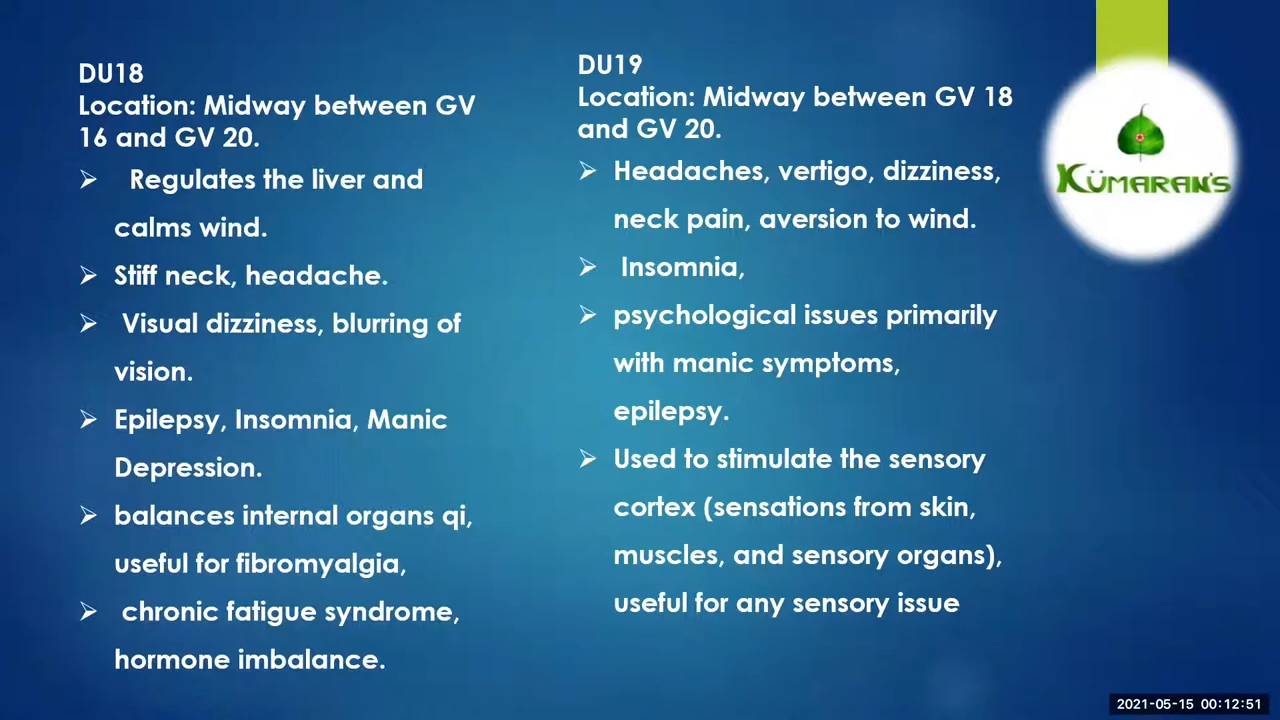 DU18
Location: Midway between GV
16 and GV 20.
➢ Regulates the liver and
calms wind.
➢ Stiff neck, headache.
➢ Visual dizziness, blurring of
vision.
➢ Epilepsy, Insomnia, Manic
Depression.
➢ balances internal organs qi,
useful for fibromyalgia,
➢ chronic fatigue syndrome,
hormone imbalance.
DU19
Location: Midway between GV 18
and GV 20.
➢ Headaches, vertigo, dizziness,
neck pain, aversion to wind.
➢ Insomnia,
➢ psychological issues primarily
with manic symptoms,
epilepsy.
➢ Used to stimulate the sensory
cortex (sensations from skin,
muscles, and sensory organs),
useful for any sensory issue
KÜMARAN'S
2021-05-15 00:12:51